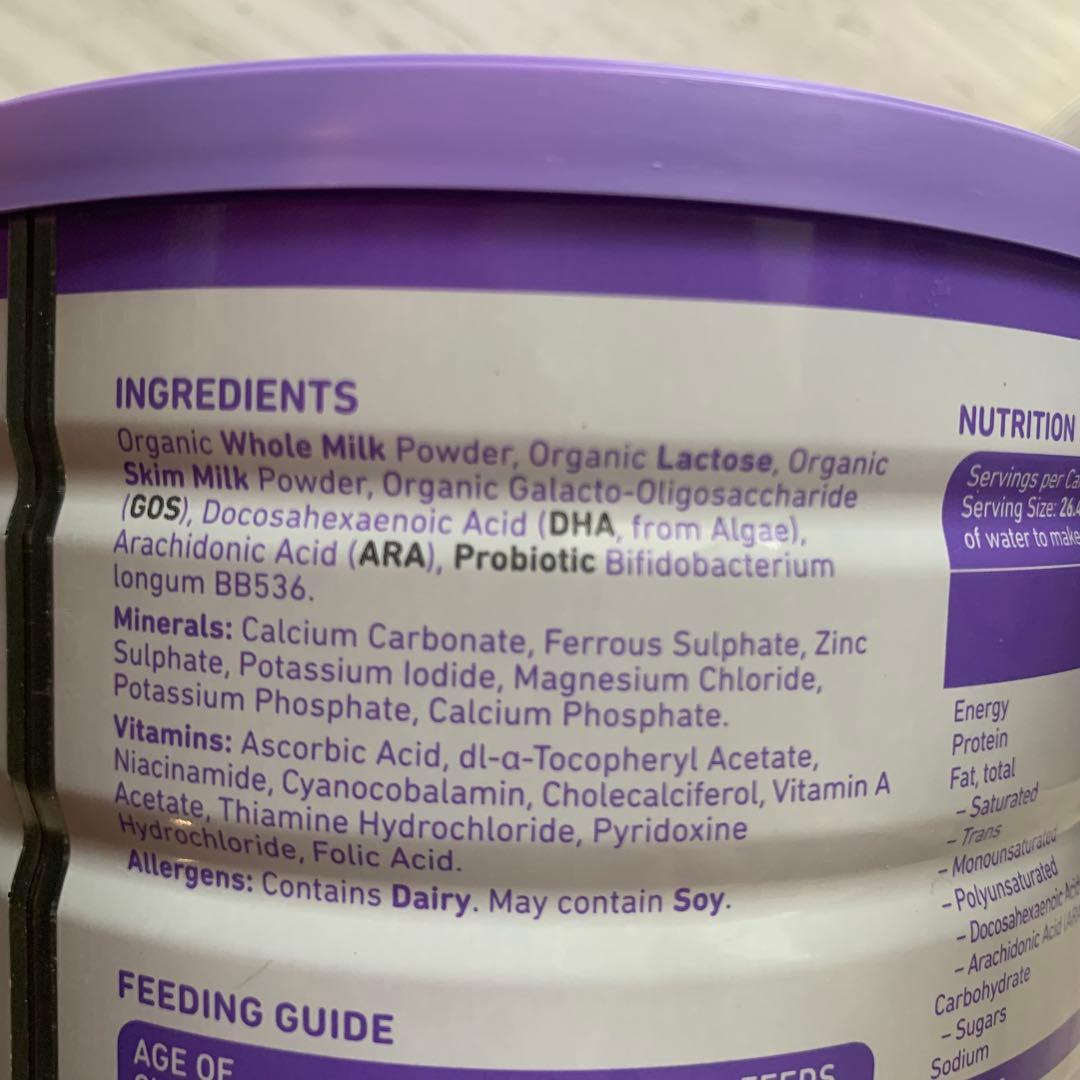 INGREDIENTS
Organic Whole Milk Powder, Organic Lactose, Organic
Skim Milk Powder, Organic Galacto-Oligosaccharide
(GOS), Docosahexaenoic Acid (DHA, from Algae),
Arachidonic Acid (ARA), Probiotic Bifidobacterium
longum BB536.
Minerals: Calcium Carbonate, Ferrous Sulphate, Zinc
Sulphate, Potassium Iodide, Magnesium Chloride,
Potassium Phosphate, Calcium Phosphate.
Vitamins: Ascorbic Acid, dl-α-Tocopheryl Acetate,
Niacinamide, Cyanocobalamin, Cholecalciferol, Vitamin A
Acetate, Thiamine Hydrochloride, Pyridoxine
Hydrochloride, Folic Acid.
Allergens: Contains Dairy. May contain Soy.
FEEDING GUIDE
AGE OF
FEEDS
NUTRITION
Servings per
Serving Size: 26.4
of water to make
Energy
Protein
Fat, total
– Saturated
– Trans
– Monounsaturated
– Polyunsaturated
– Docosahexaenoic
– Arachidonic Acid
Carbohydrate
– Sugars
Sodium